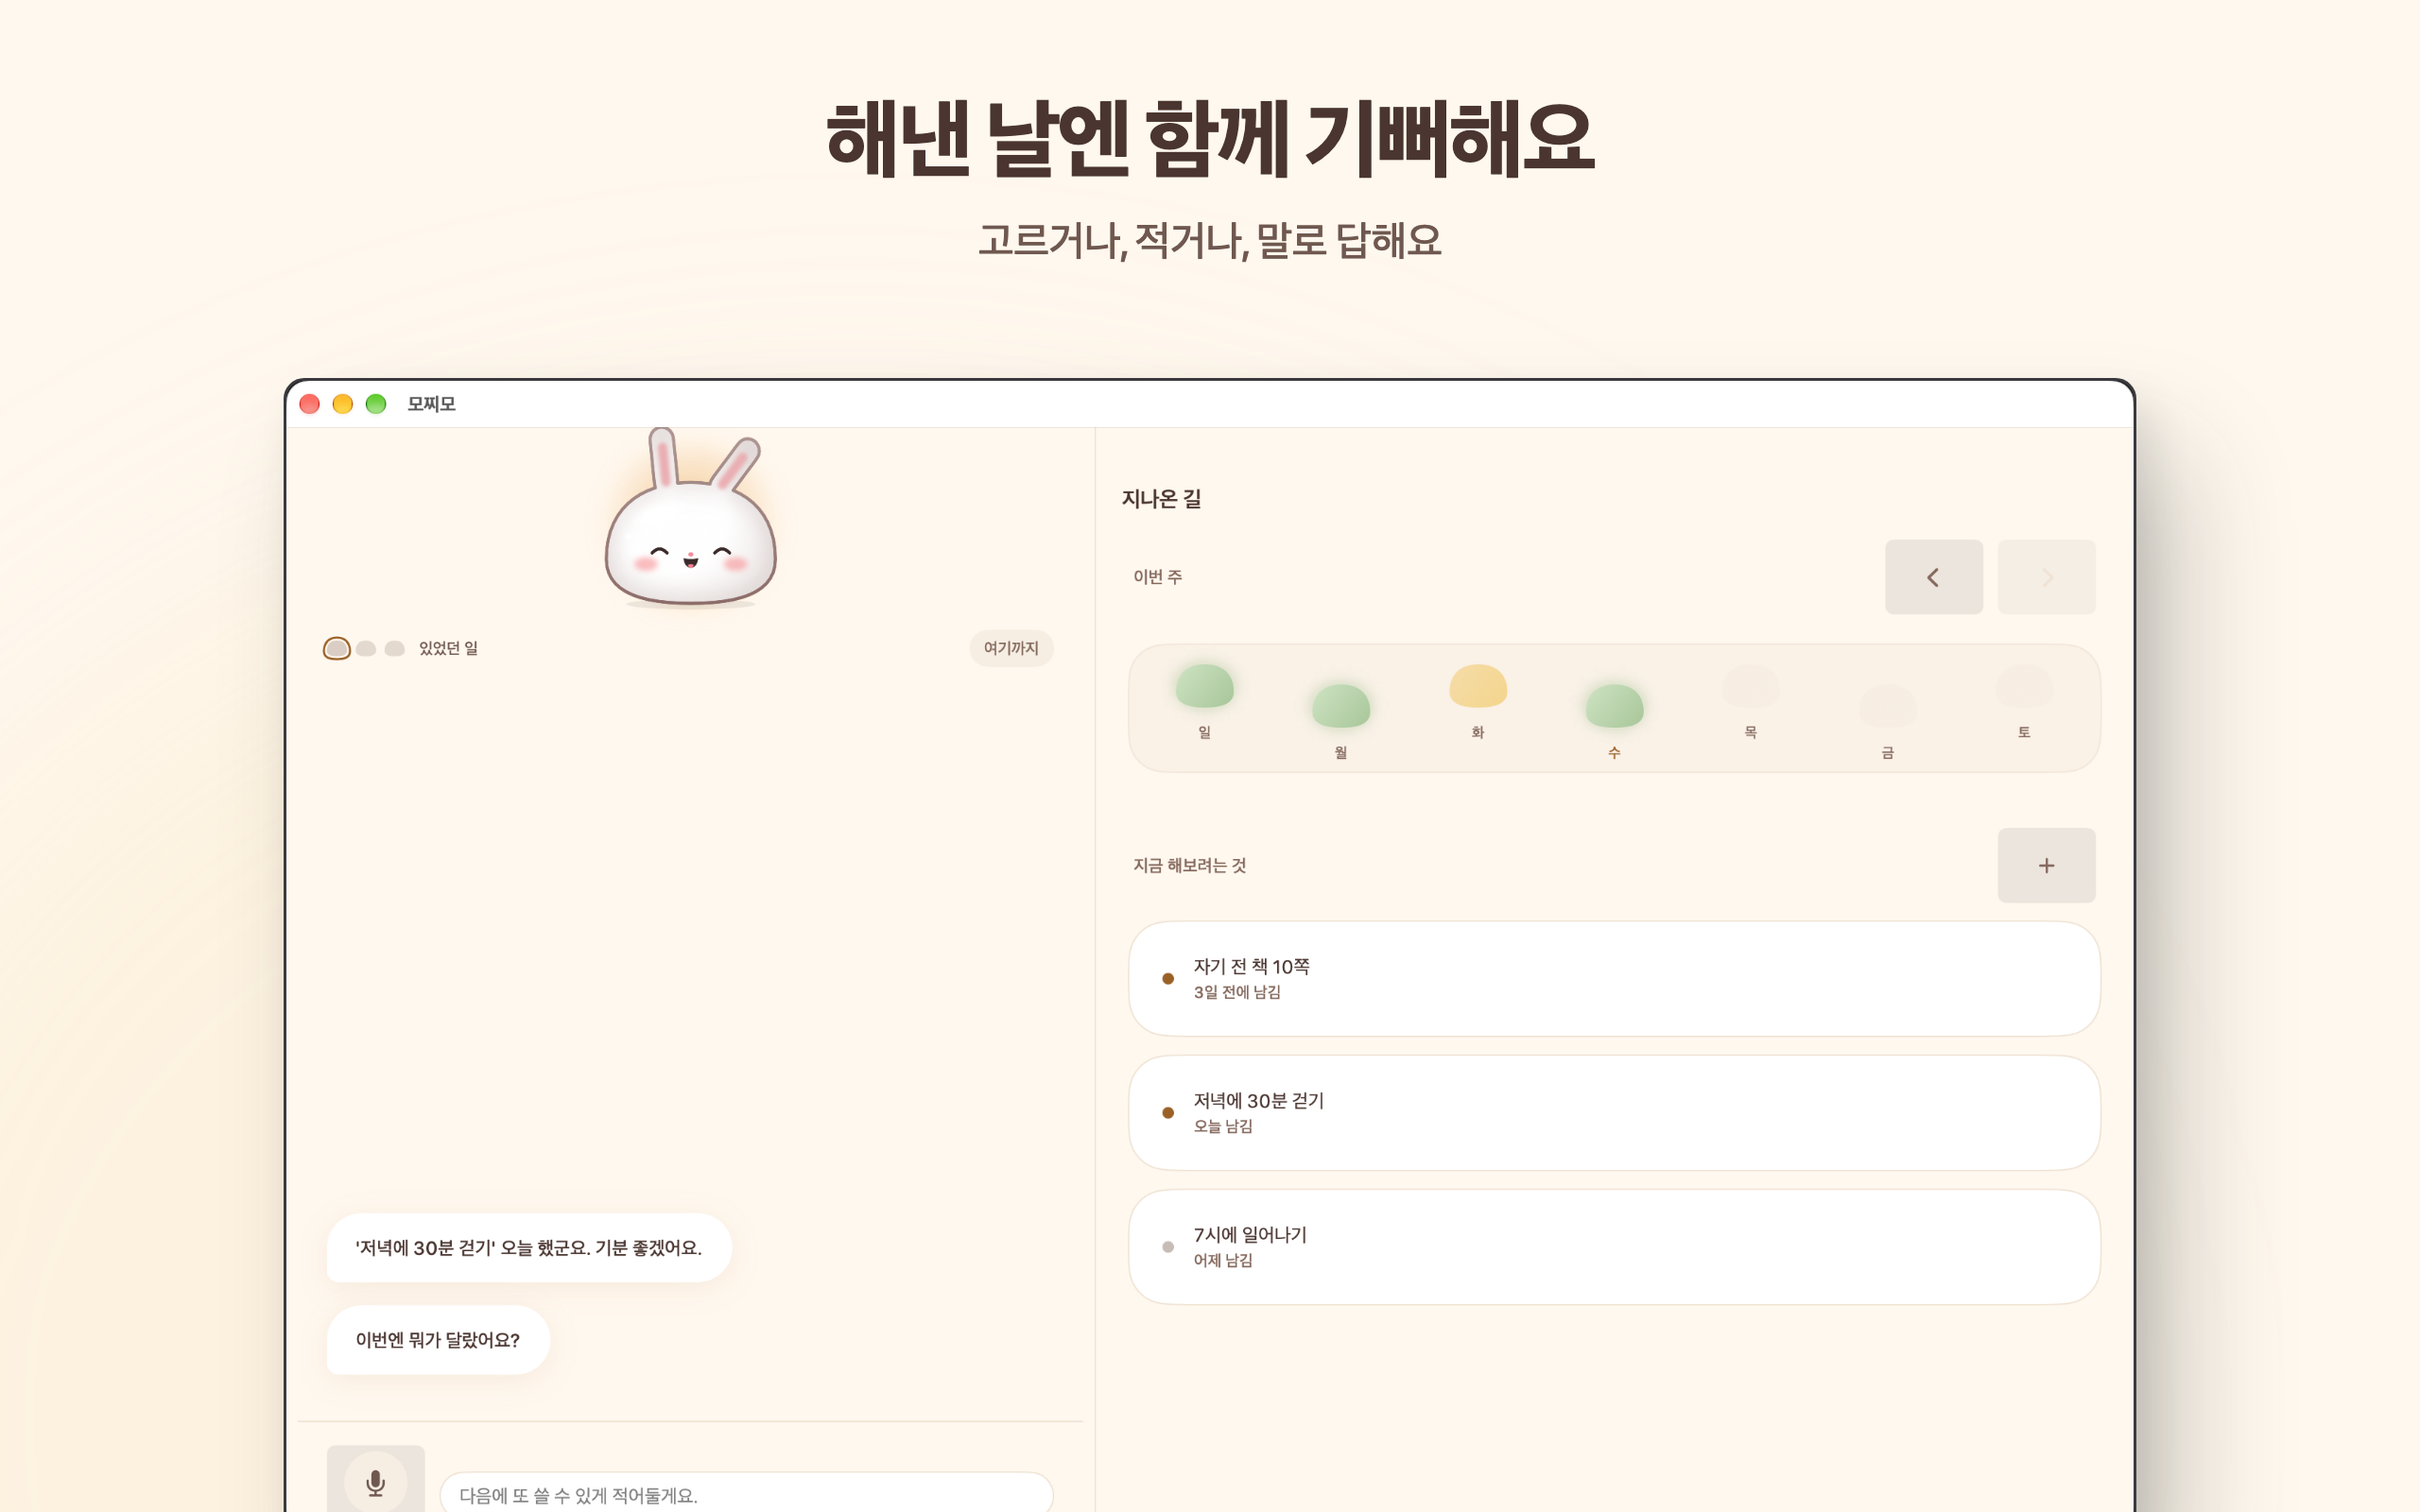 해낸 날엔 함께 기뻐해요
고르거나, 적거나, 말로 답해요
모찌모
있었던 일
여기까지
'저녁에 30분 걷기' 오늘 했군요. 기분 좋겠어요.
이번엔 뭐가 달랐어요?
다음에 또 쓸 수 있게 적어둘게요.
지나온 길
이번 주
일
월
화
수
목
금
토
지금 해보려는 것
자기 전 책 10쪽
3일 전에 남김
저녁에 30분 걷기
오늘 남김
7시에 일어나기
어제 남김